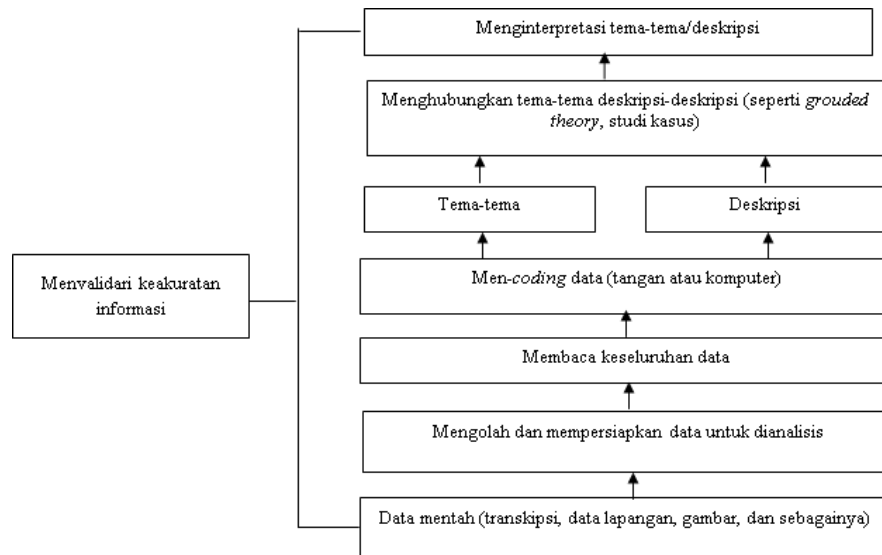 Menginterpretasi tema-tema/deskripsi
Menghubungkan tema-tema deskripsi-deskripsi (seperti grouded
theory, studi kasus)
Tema-tema
Deskripsi
Menvalidari keakuratan
informasi
Men-coding data (tangan atau komputer)
Membaca keseluruhan data
Mengolah dan mempersiapkan data untuk dianalisis
Data mentah (transkipsi, data lapangan, gambar, dan sebagainya)